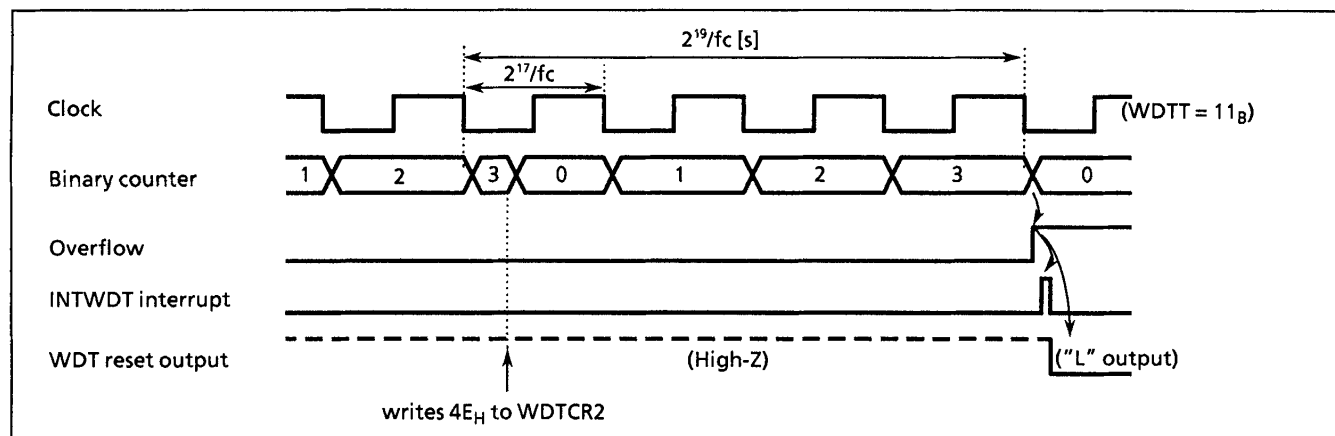 2¹⁹/fc [s]
2¹⁷/fc
Clock
(WDTT = 11B)
Binary counter
1 2 3 0 1 2 3 0
Overflow
INTWDT interrupt
WDT reset output
(High-Z)
("L" output)
writes 4EH to WDTCR2